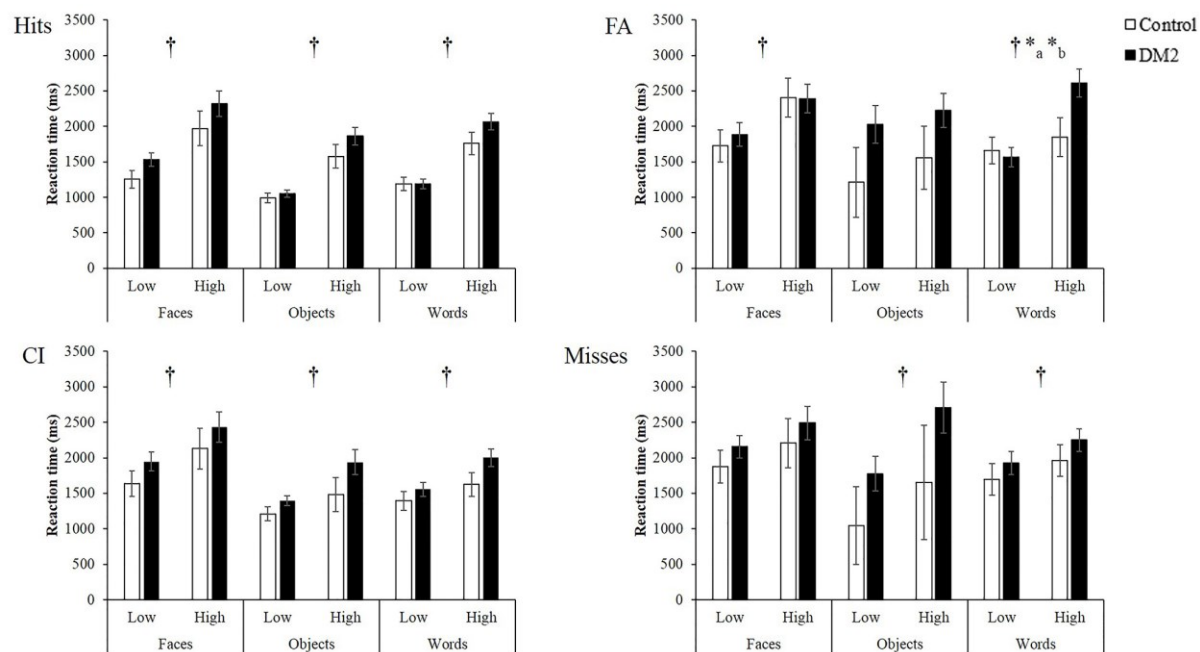 Hits
Reaction time (ms)
3500
3000
2500
2000
1500
1000
500
0
† † †
Low High Low High Low High
Faces Objects Words
FA
Reaction time (ms)
3500
3000
2500
2000
1500
1000
500
0
† † *a *b
Low High Low High Low High
Faces Objects Words
Control
DM2
CI
Reaction time (ms)
3500
3000
2500
2000
1500
1000
500
0
† † †
Low High Low High Low High
Faces Objects Words
Misses
Reaction time (ms)
3500
3000
2500
2000
1500
1000
500
0
† †
Low High Low High Low High
Faces Objects Words